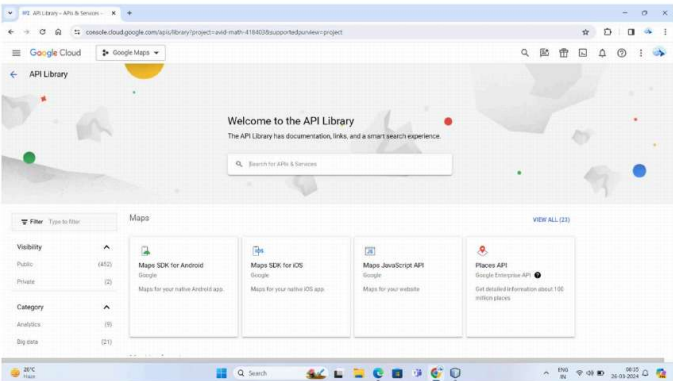 API Library – APIs & Services –
console.cloud.google.com/apis/library?project=avid-math-418403&supportedpurview=project
Google Cloud
Google Maps
API Library
Welcome to the API Library
The API Library has documentation, links, and a smart search experience.
Search for APIs & Services
Filter Type to filter
Maps
VIEW ALL (23)
Visibility
Public (452)
Private (2)
Category
Analytics (9)
Big data (21)
Maps SDK for Android
Google
Maps for your native Android app.
Maps SDK for iOS
Google
Maps for your native iOS app.
Maps JavaScript API
Google
Maps for your website
Places API
Google Enterprise API
Get detailed information about 100
million places
28°C
Haze
Search
ENG
IN
08:35
26-03-2024